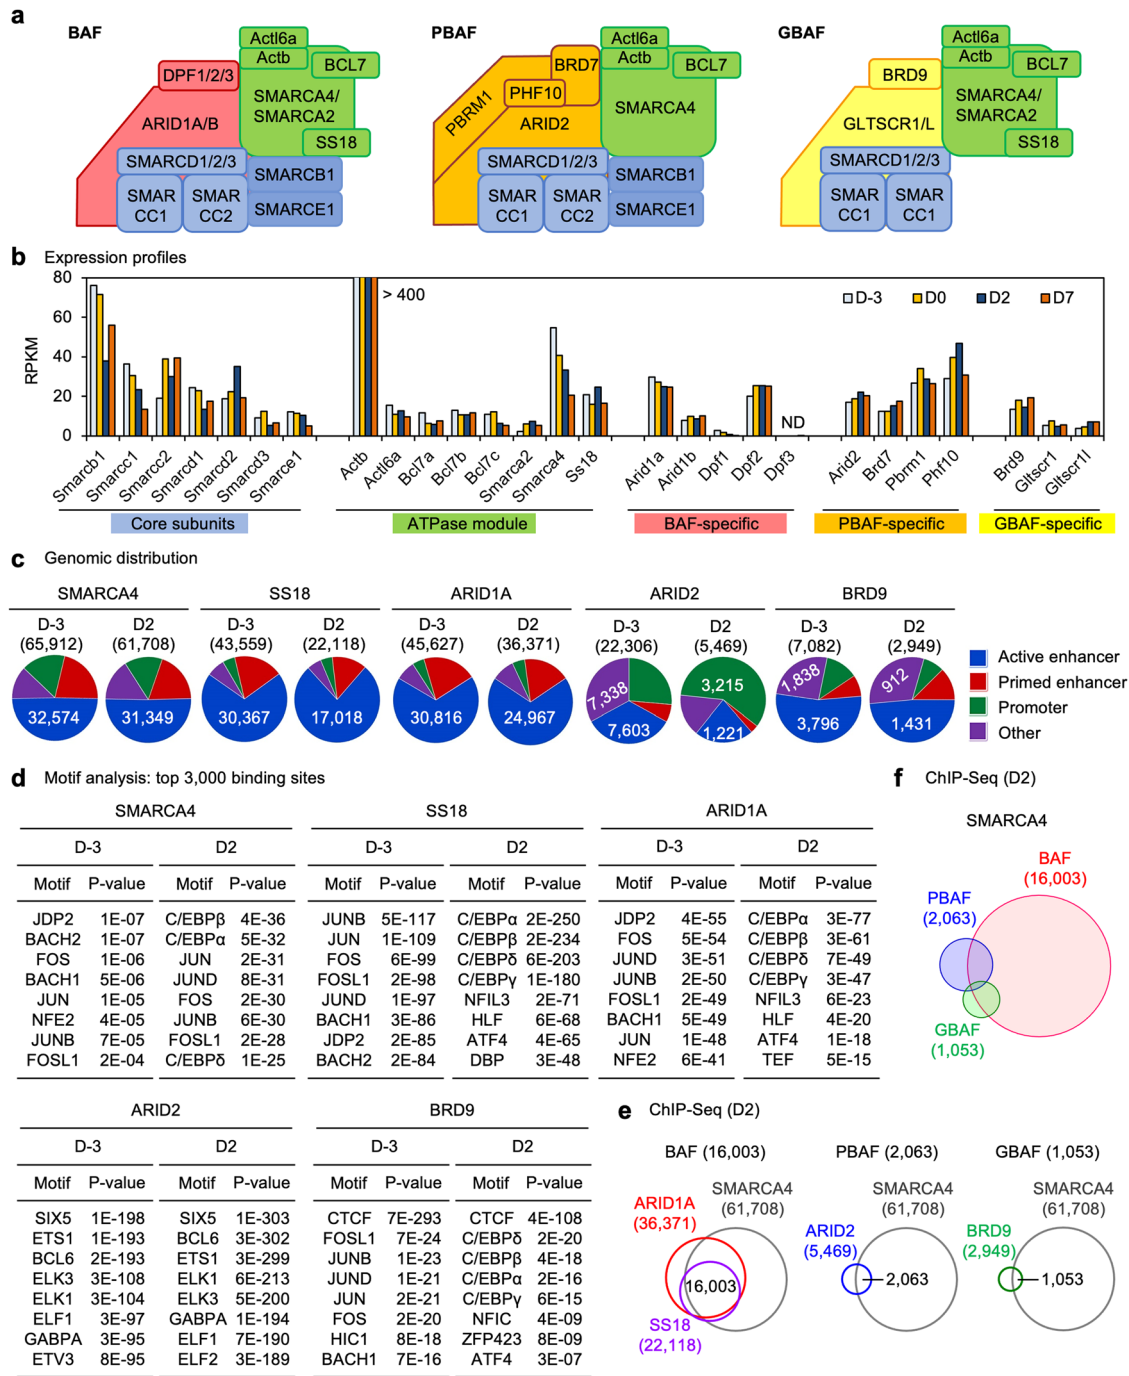 a
BAF
DPF1/2/3
Actl6a
Actb
BCL7
SMARCA4/
SMARCA2
SS18
ARID1A/B
SMARCD1/2/3
SMARCB1
SMAR
CC1
SMAR
CC2
SMARCE1
PBAF
PBRM1
BRD7
PHF10
ARID2
Actl6a
Actb
BCL7
SMARCA4
SMARCD1/2/3
SMARCB1
SMAR
CC1
SMAR
CC2
SMARCE1
GBAF
BRD9
GLTSCR1/L
Actl6a
Actb
BCL7
SMARCA4/
SMARCA2
SS18
SMARCD1/2/3
SMAR
CC1
SMAR
CC1
b Expression profiles
RPKM
80
60
40
20
0
> 400
D-3 D0 D2 D7
ND
Smarcb1 Smarcc1 Smarcc2 Smarcd1 Smarcd2 Smarcd3 Smarce1
Actb Actl6a Bcl7a Bcl7b Bcl7c Smarca2 Smarca4 Ss18
Arid1a Arid1b Dpf1 Dpf2 Dpf3
Arid2 Brd7 Pbrm1 Phf10
Brd9 Gltscr1 Gltscr1l
Core subunits ATPase module BAF-specific PBAF-specific GBAF-specific
c Genomic distribution
SMARCA4 SS18 ARID1A ARID2 BRD9
D-3 D2 D-3 D2 D-3 D2 D-3 D2 D-3 D2
(65,912) (61,708) (43,559) (22,118) (45,627) (36,371) (22,306) (5,469) (7,082) (2,949)
32,574 31,349 30,367 17,018 30,816 24,967
7,338
7,603
3,215
1,221
1,838
3,796
912
1,431
Active enhancer
Primed enhancer
Promoter
Other
d Motif analysis: top 3,000 binding sites
SMARCA4 SS18 ARID1A
D-3 D2 D-3 D2 D-3 D2
Motif P-value Motif P-value Motif P-value Motif P-value Motif P-value Motif P-value
JDP2 1E-07 C/EBPβ 4E-36 JUNB 5E-117 C/EBPα 2E-250 JDP2 4E-55 C/EBPα 3E-77
BACH2 1E-07 C/EBPα 5E-32 JUN 1E-109 C/EBPβ 2E-234 FOS 5E-54 C/EBPβ 3E-61
FOS 1E-06 JUN 2E-31 FOS 6E-99 C/EBPδ 6E-203 JUND 3E-51 C/EBPδ 7E-49
BACH1 5E-06 JUND 8E-31 FOSL1 2E-98 C/EBPγ 1E-180 JUNB 2E-50 C/EBPγ 3E-47
JUN 1E-05 FOS 2E-30 JUND 1E-97 NFIL3 2E-71 FOSL1 2E-49 NFIL3 6E-23
NFE2 4E-05 JUNB 6E-30 BACH1 3E-86 HLF 6E-68 BACH1 5E-49 HLF 4E-20
JUNB 7E-05 FOSL1 2E-28 JDP2 2E-85 ATF4 4E-65 JUN 1E-48 ATF4 1E-18
FOSL1 2E-04 C/EBPδ 1E-25 BACH2 2E-84 DBP 3E-48 NFE2 6E-41 TEF 5E-15
ARID2 BRD9
D-3 D2 D-3 D2
Motif P-value Motif P-value Motif P-value Motif P-value
SIX5 1E-198 SIX5 1E-303 CTCF 7E-293 CTCF 4E-108
ETS1 1E-193 BCL6 3E-302 FOSL1 7E-24 C/EBPδ 2E-20
BCL6 2E-193 ETS1 3E-299 JUNB 1E-23 C/EBPβ 4E-18
ELK3 3E-108 ELK1 6E-213 JUND 1E-21 C/EBPα 2E-16
ELK1 3E-104 ELK3 5E-200 JUN 2E-21 C/EBPγ 6E-15
ELF1 3E-97 GABPA 1E-194 FOS 2E-20 NFIC 4E-09
GABPA 3E-95 ELF1 7E-190 HIC1 8E-18 ZFP423 8E-09
ETV3 8E-95 ELF2 3E-189 BACH1 7E-16 ATF4 3E-07
f ChIP-Seq (D2)
SMARCA4
BAF
(16,003)
PBAF
(2,063)
GBAF
(1,053)
e ChIP-Seq (D2)
BAF (16,003) PBAF (2,063) GBAF (1,053)
ARID1A
(36,371)
SMARCA4
(61,708)
16,003
SS18
(22,118)
SMARCA4
(61,708)
ARID2
(5,469)
2,063
SMARCA4
(61,708)
BRD9
(2,949)
1,053